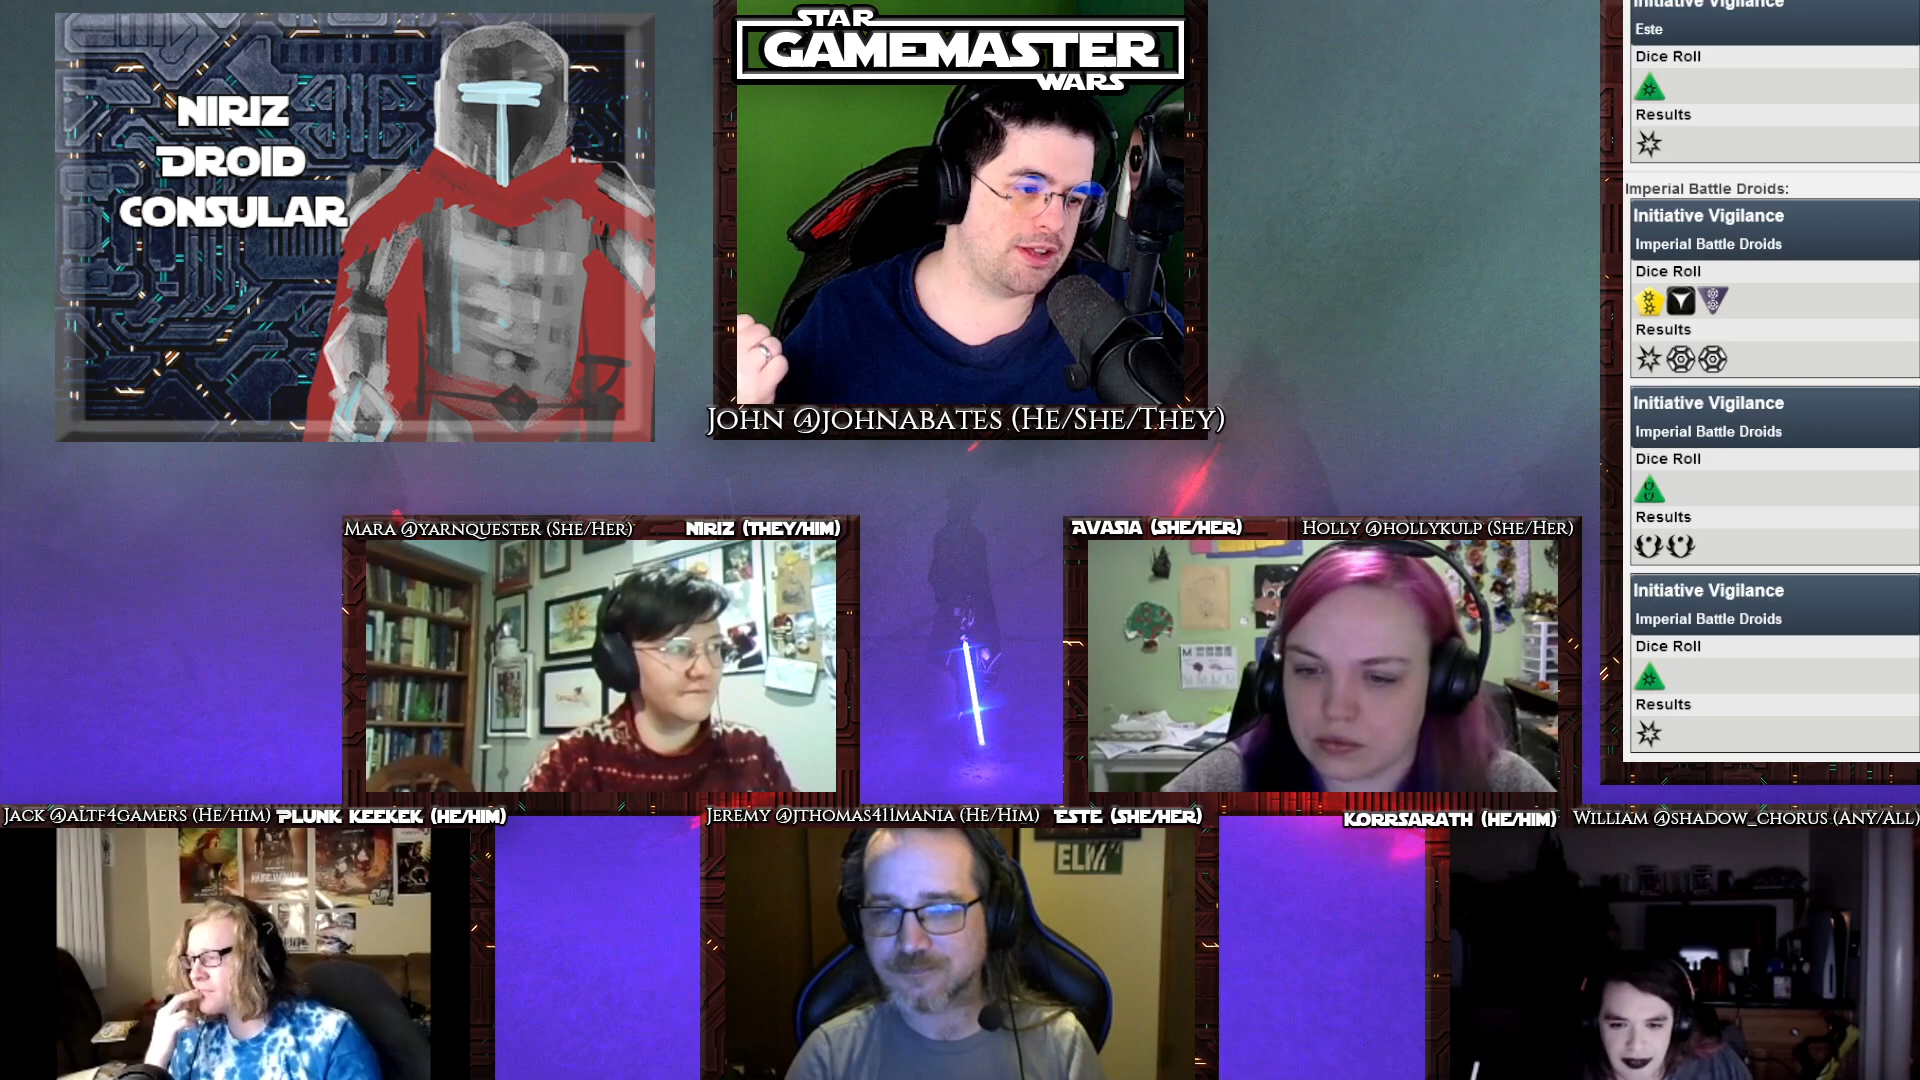 NIRIZ
DROID
CONSULAR
STAR
GAMEMASTER
WARS
John @johnabates (He/She/They)
Mara @yarnquester (She/Her)
NIRIZ (THEY/HIM)
AVASIA (SHE/HER)
Holly @hollykulp (She/Her)
Jack @altf4gamers (He/him)
PLUNK KEEKEK (HE/HIM)
Jeremy @jthomas411mania (He/Him)
ESTE (SHE/HER)
KORRSARATH (HE/HIM)
William @shadow_chorus (Any/All)
ELM
Initiative Vigilance
Este
Dice Roll
Results
Imperial Battle Droids:
Initiative Vigilance
Imperial Battle Droids
Dice Roll
Results
Initiative Vigilance
Imperial Battle Droids
Dice Roll
Results
Initiative Vigilance
Imperial Battle Droids
Dice Roll
Results